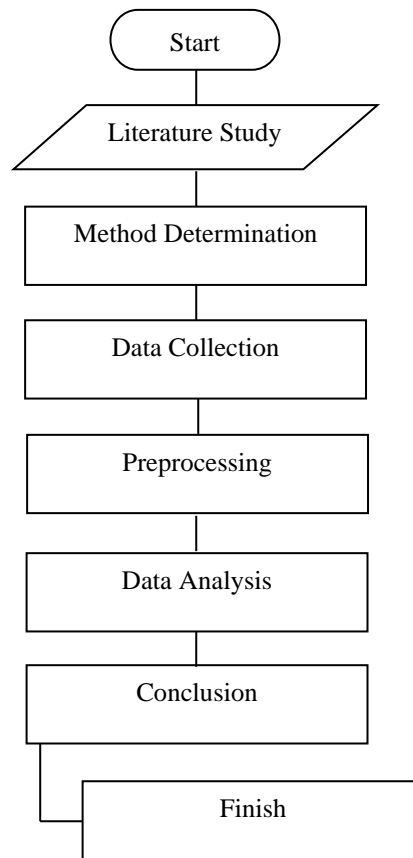 Start
Literature Study
Method Determination
Data Collection
Preprocessing
Data Analysis
Conclusion
Finish